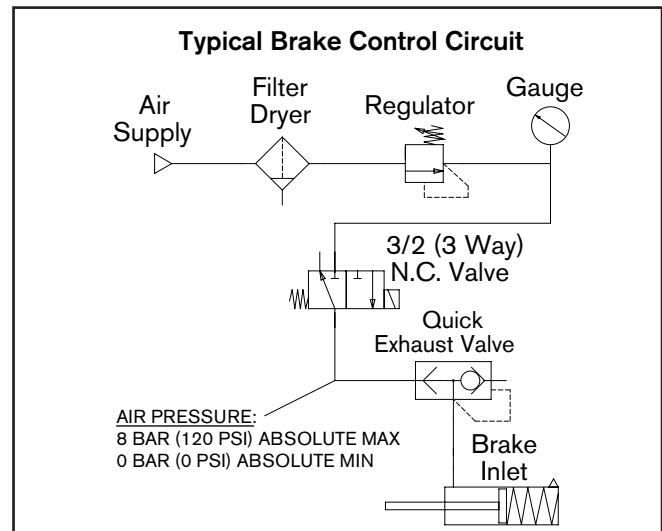 Typical Brake Control Circuit
Air
Supply
Filter
Dryer
Regulator
Gauge
3/2 (3 Way)
N.C. Valve
Quick
Exhaust Valve
AIR PRESSURE:
8 BAR (120 PSI) ABSOLUTE MAX
0 BAR (0 PSI) ABSOLUTE MIN
Brake
Inlet